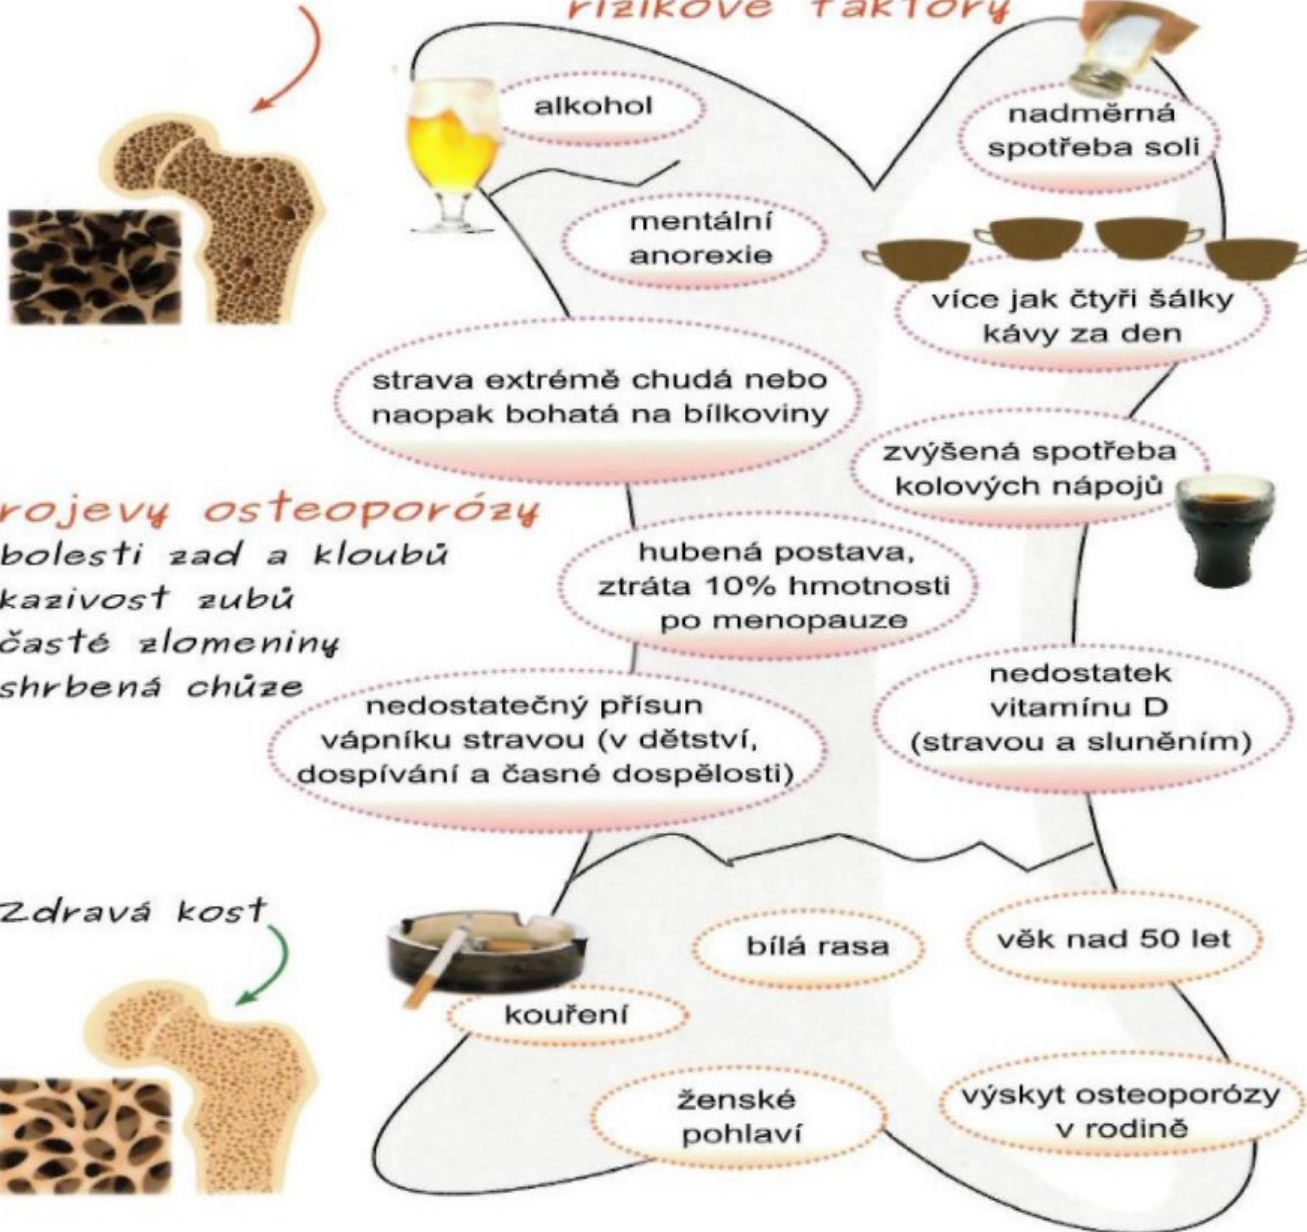 rizikové faktory
alkohol
nadměrná
spotřeba soli
mentální
anorexie
více jak čtyři šálky
kávy za den
strava extrémě chudá nebo
naopak bohatá na bílkoviny
zvýšená spotřeba
kolových nápojů
rojevy osteoporózy
bolesti zad a kloubů
kazivost zubů
časté zlomeniny
shrbená chůze
hubená postava,
ztráta 10% hmotnosti
po menopauze
nedostatečný přísun
vápníku stravou (v dětství,
dospívání a časné dospělosti)
nedostatek
vitamínu D
(stravou a sluněním)
Zdravá kost
bílá rasa
věk nad 50 let
kouření
ženské
pohlaví
výskyt osteoporózy
v rodině